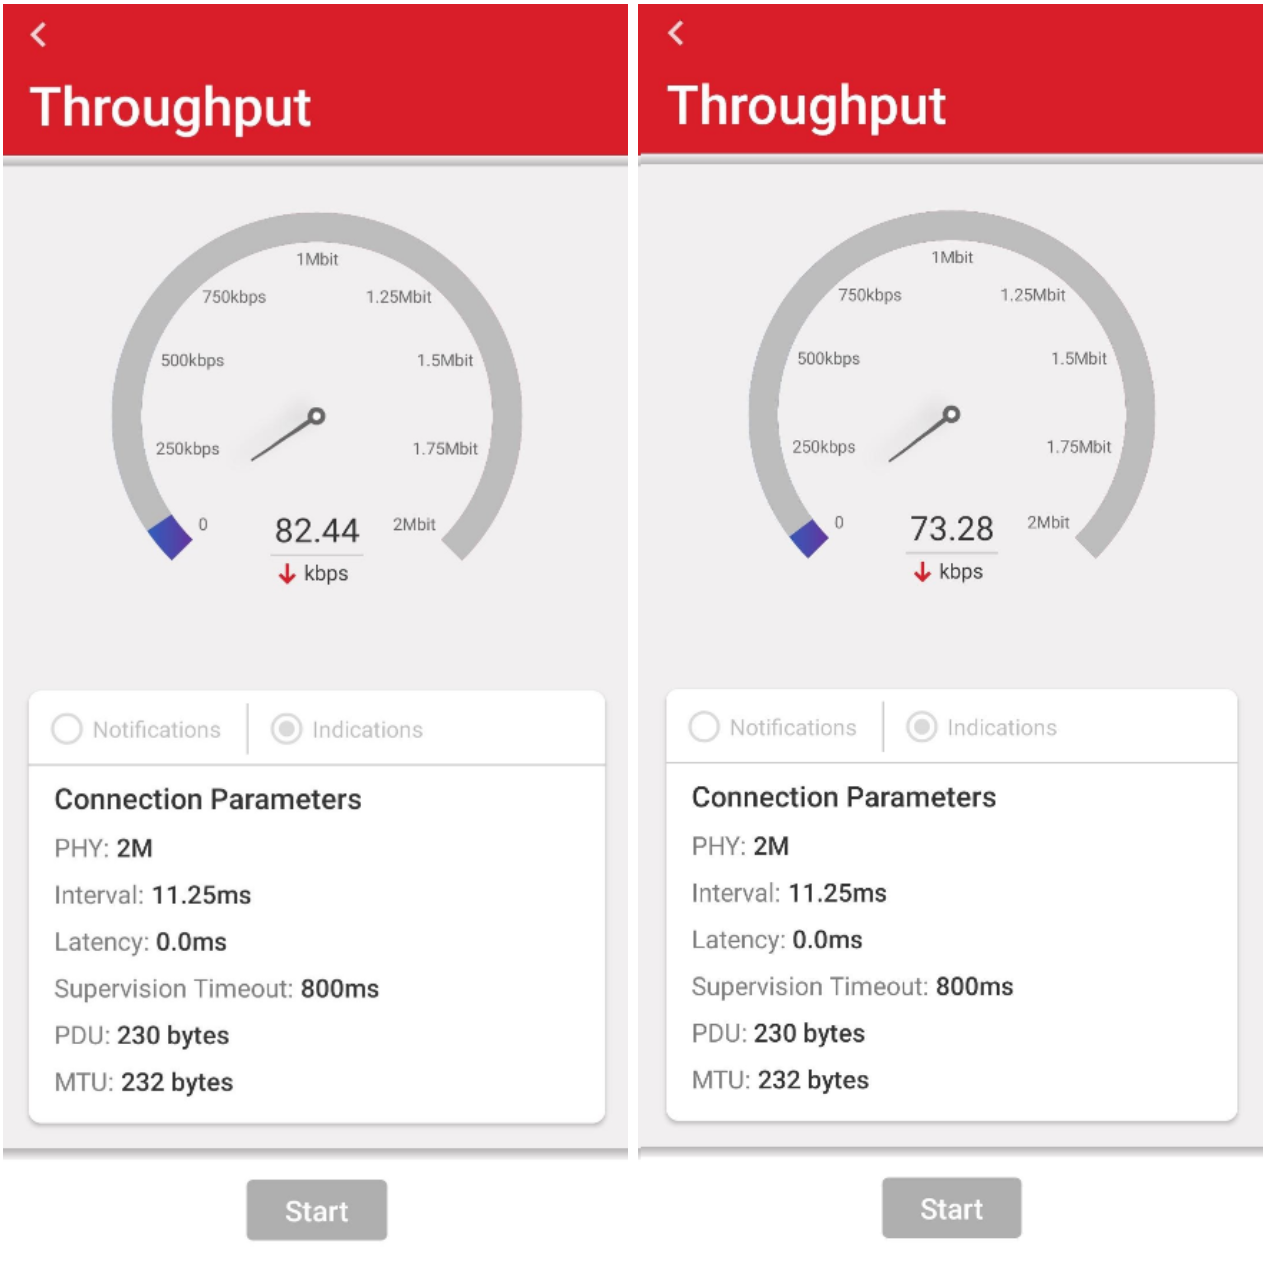 Throughput
1Mbit
750kbps
1.25Mbit
500kbps
1.5Mbit
250kbps
1.75Mbit
0
82.44
2Mbit
kbps
Notifications
Indications
Connection Parameters
PHY: 2M
Interval: 11.25ms
Latency: 0.0ms
Supervision Timeout: 800ms
PDU: 230 bytes
MTU: 232 bytes
Start
Throughput
1Mbit
750kbps
1.25Mbit
500kbps
1.5Mbit
250kbps
1.75Mbit
0
73.28
2Mbit
kbps
Notifications
Indications
Connection Parameters
PHY: 2M
Interval: 11.25ms
Latency: 0.0ms
Supervision Timeout: 800ms
PDU: 230 bytes
MTU: 232 bytes
Start